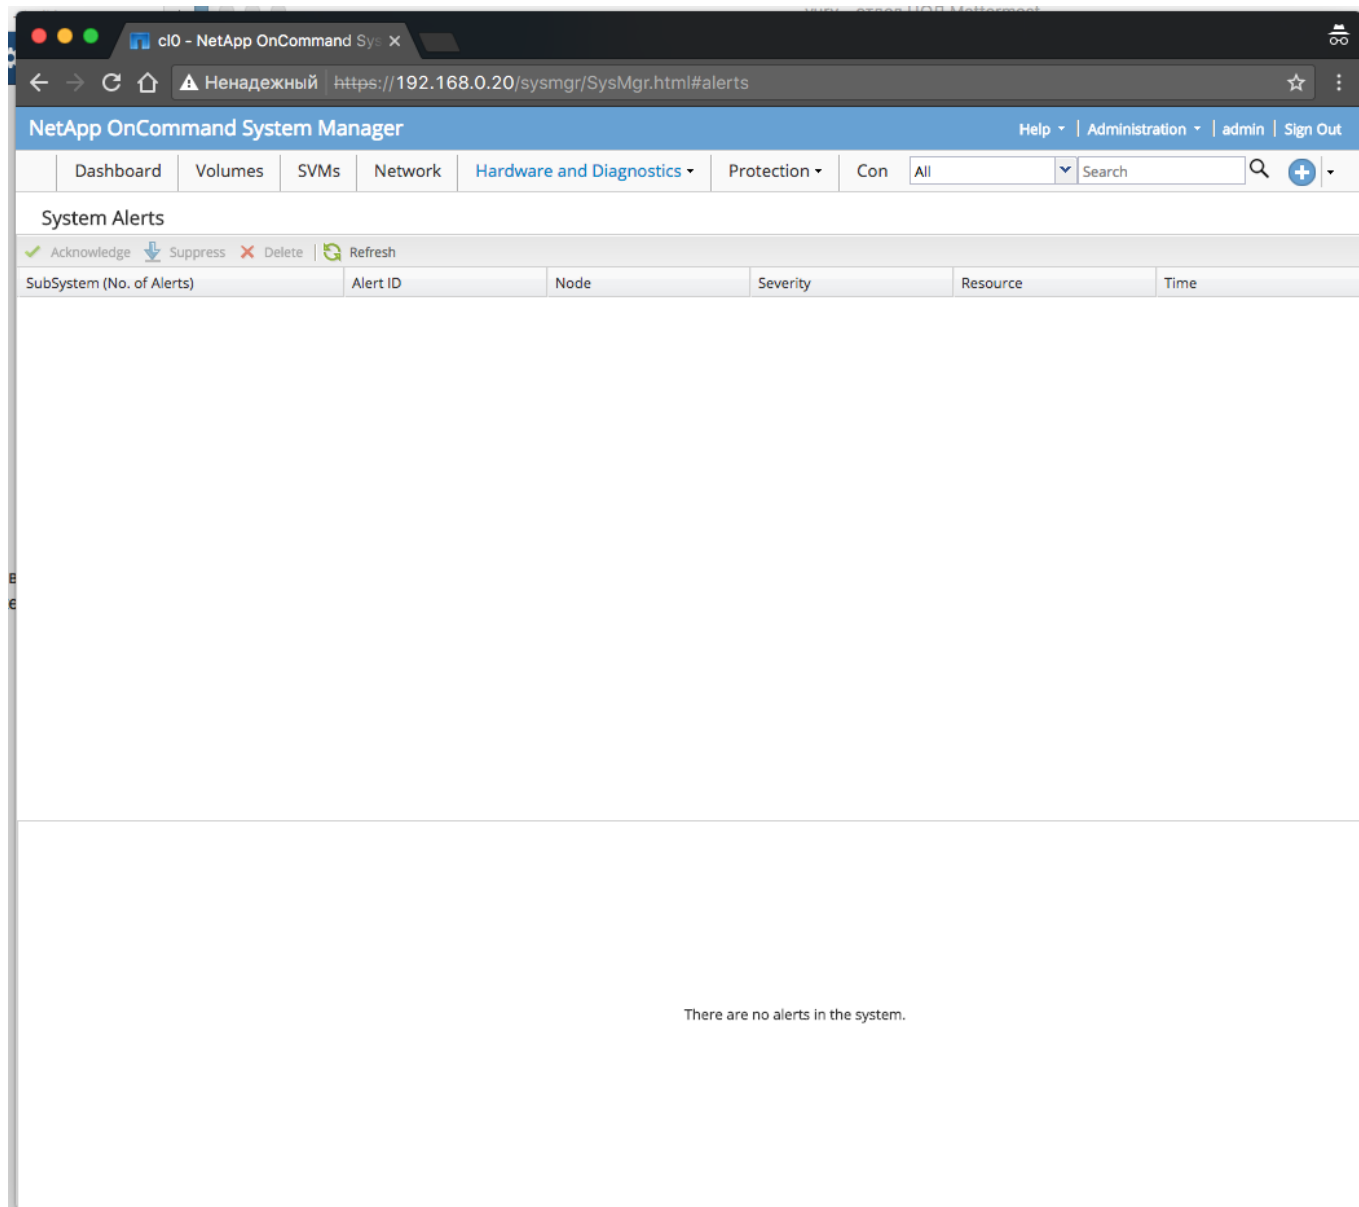 отдел ЦОД Mattermost
cl0 - NetApp OnCommand Sys
Ненадежный https://192.168.0.20/sysmgr/SysMgr.html#alerts
NetApp OnCommand System Manager Help Administration admin Sign Out
Dashboard Volumes SVMs Network Hardware and Diagnostics Protection Con All Search
System Alerts
Acknowledge Suppress Delete Refresh
SubSystem (No. of Alerts) Alert ID Node Severity Resource Time
There are no alerts in the system.